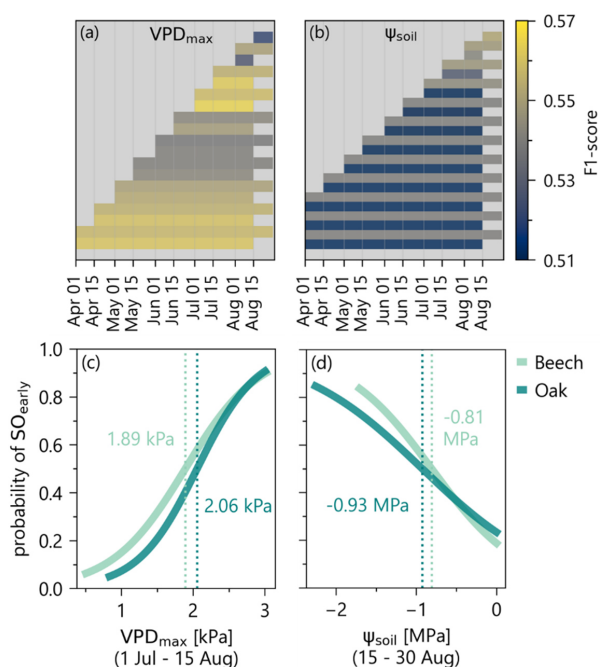 (a) VPDmax
(b) Ψsoil
0.57
0.55
0.53
0.51
F1-score
Apr 01
Apr 15
May 01
May 15
Jun 01
Jun 15
Jul 01
Jul 15
Aug 01
Aug 15
Apr 01
Apr 15
May 01
May 15
Jun 01
Jun 15
Jul 01
Jul 15
Aug 01
Aug 15
probability of SOearly
1.0
0.8
0.6
0.4
0.2
0.0
(c)
1.89 kPa
2.06 kPa
1 2 3
VPDmax [kPa]
(1 Jul - 15 Aug)
(d)
-0.81
MPa
-0.93 MPa
−2 −1 0
Ψsoil [MPa]
(15 - 30 Aug)
Beech
Oak